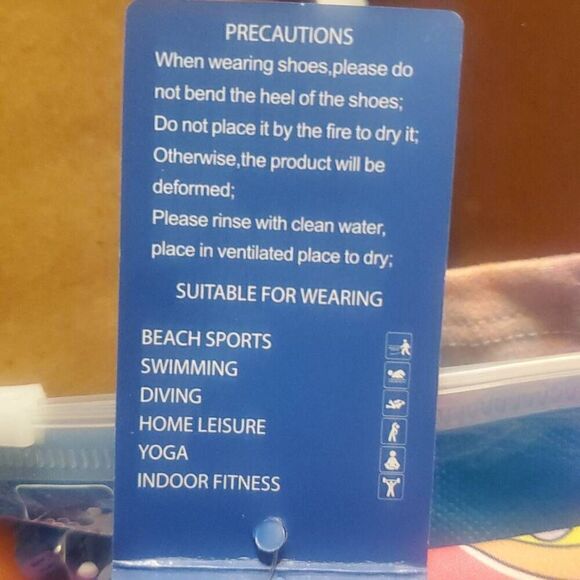 PRECAUTIONS
When wearing shoes,please do
not bend the heel of the shoes;
Do not place it by the fire to dry it;
Otherwise,the product will be
deformed;
Please rinse with clean water,
place in ventilated place to dry;
SUITABLE FOR WEARING
BEACH SPORTS
SWIMMING
DIVING
HOME LEISURE
YOGA
INDOOR FITNESS